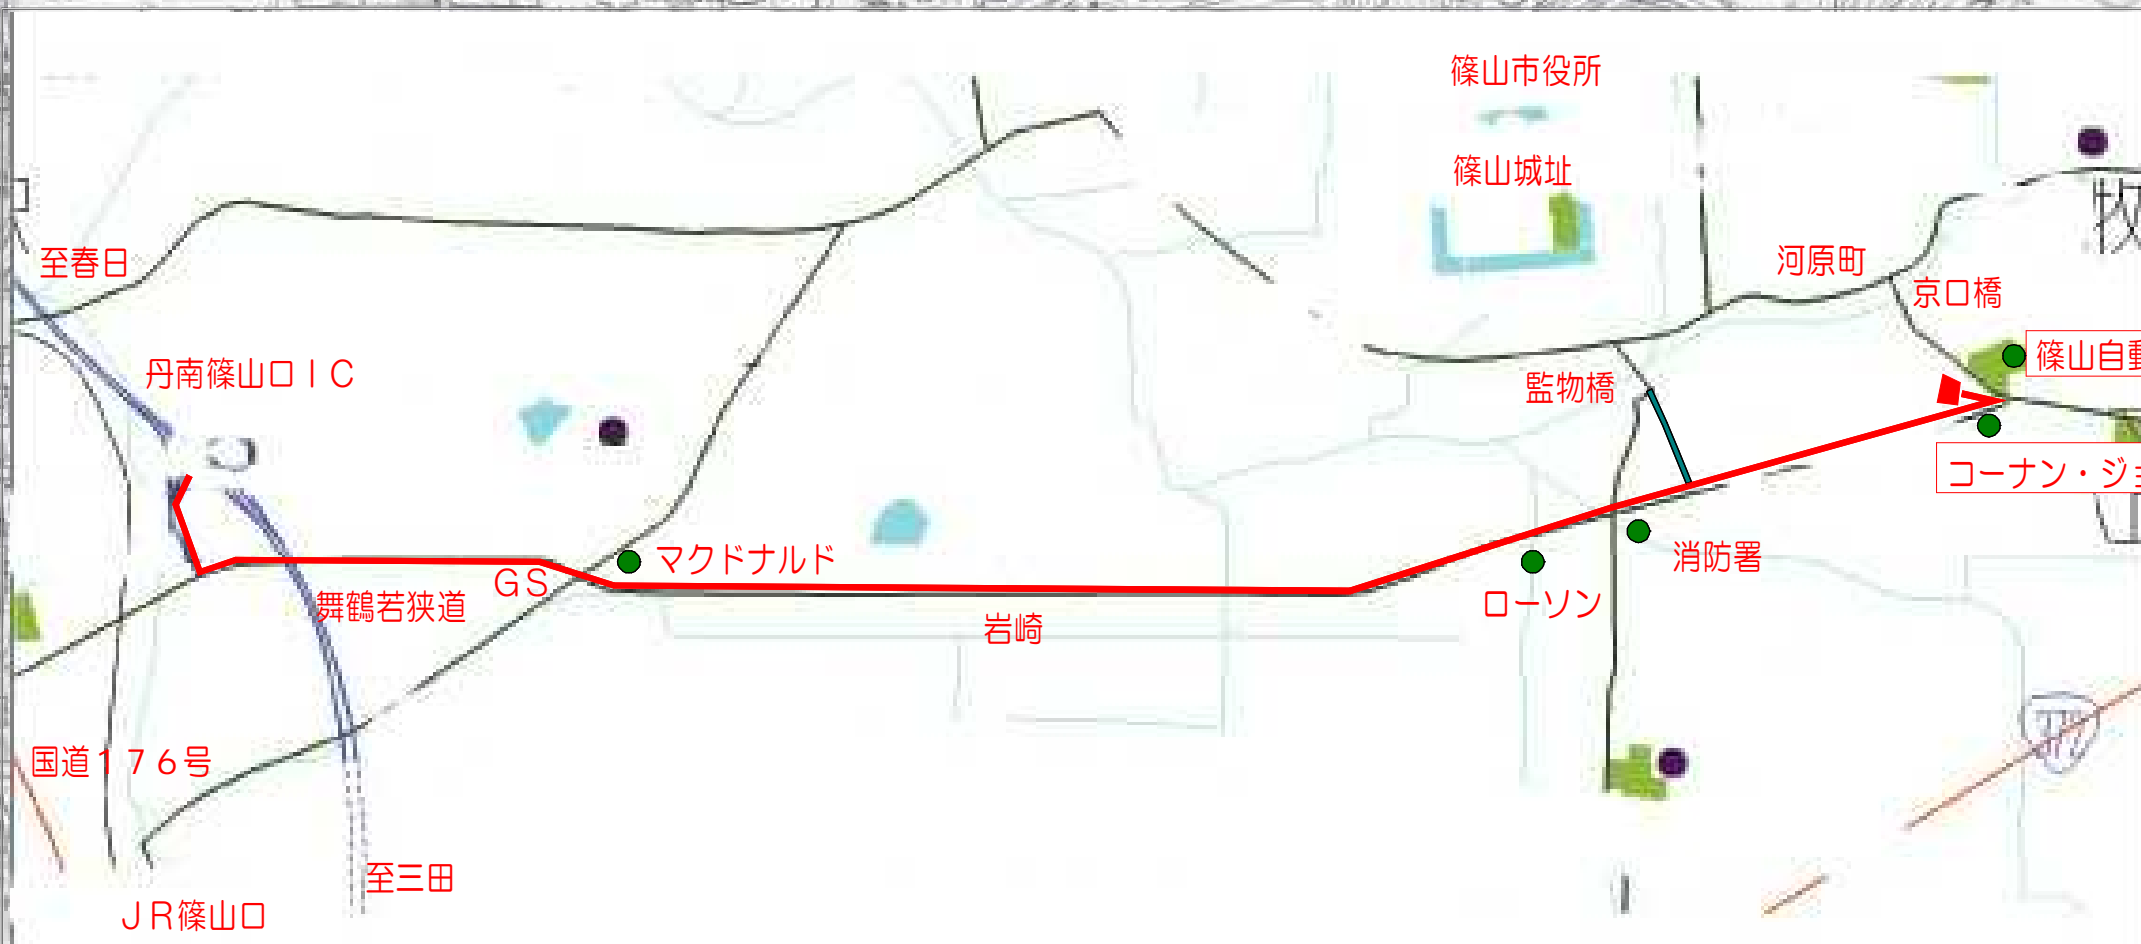 篠山市役所
篠山城址
牧
河原町
至春日
京口橋
篠山自動
丹南篠山口ＩＣ
監物橋
コーナン・ジョ
マクドナルド
消防署
ＧＳ
舞鶴若狭道
ローソン
岩崎
国道１７６号
至三田
ＪＲ篠山口